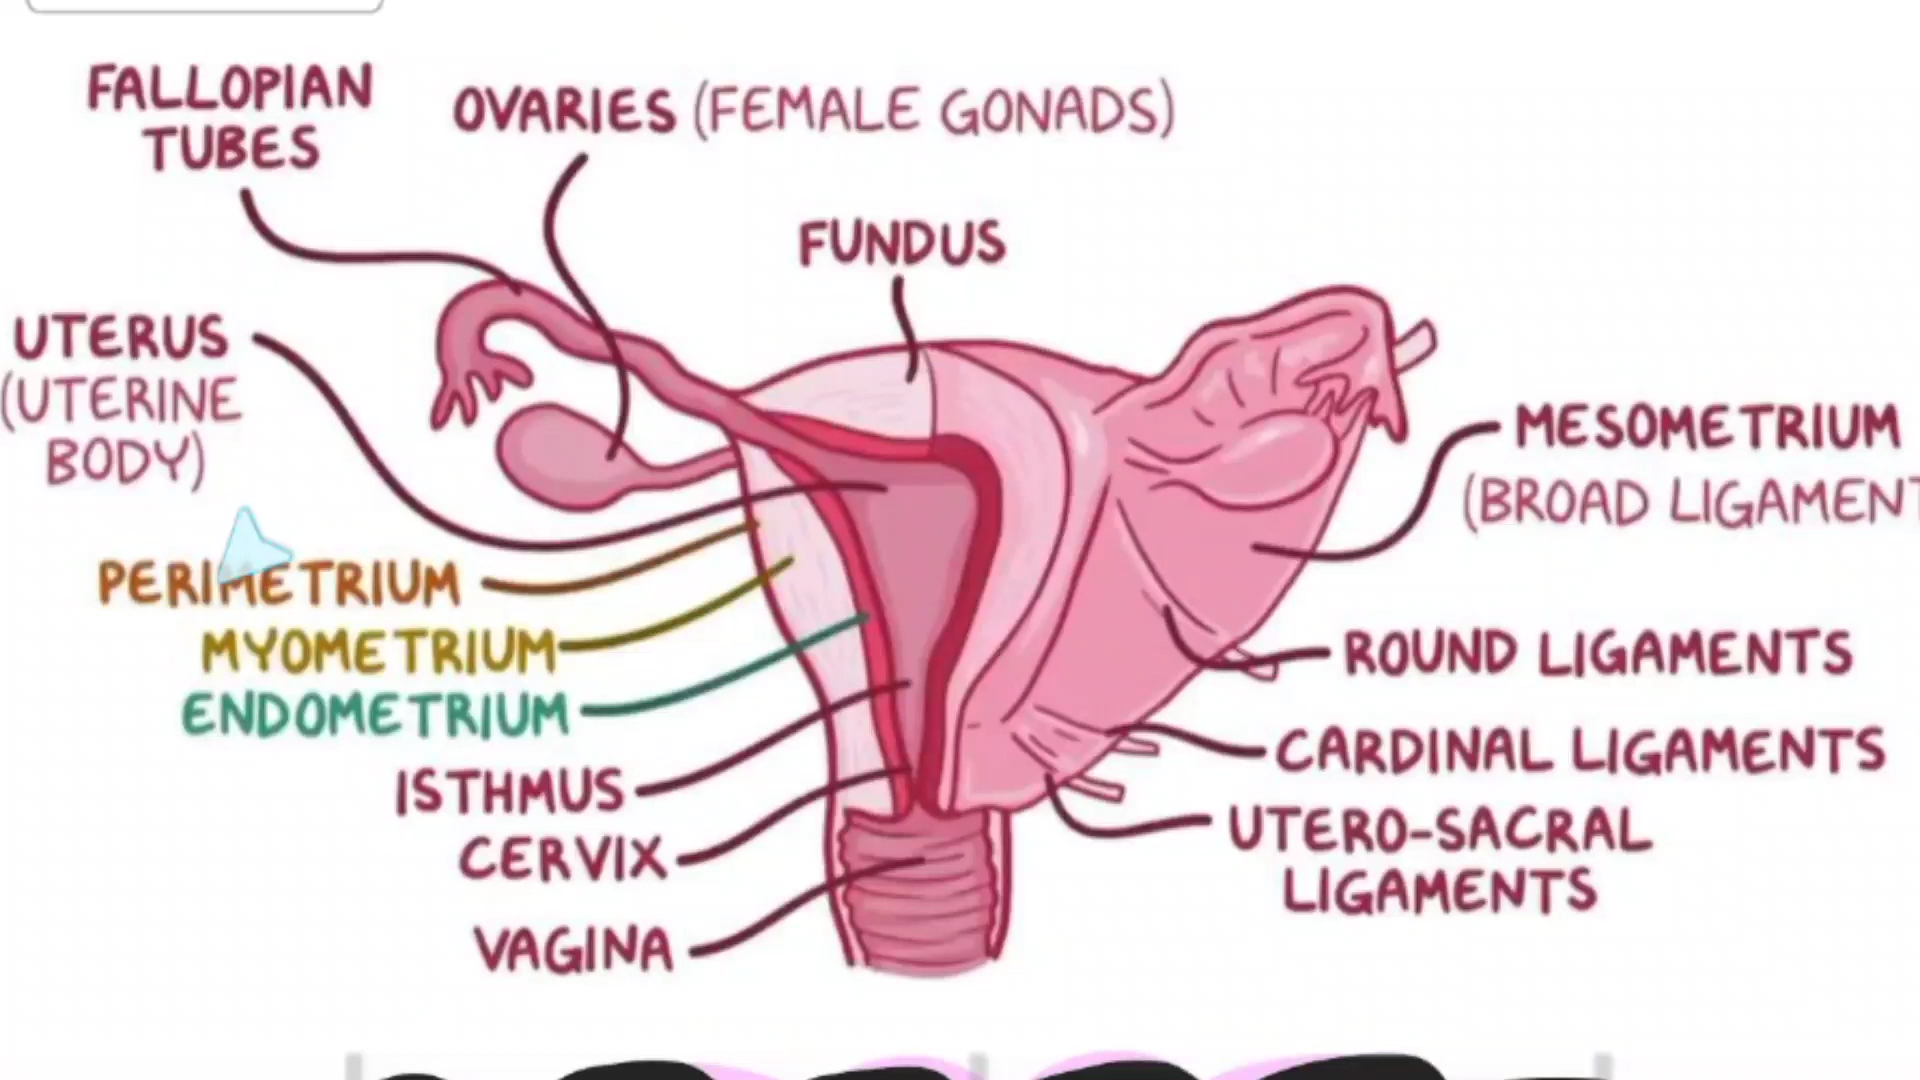 FALLOPIAN
TUBES
OVARIES (FEMALE GONADS)
FUNDUS
UTERUS
(UTERINE
BODY)
PERIMETRIUM
MYOMETRIUM
ENDOMETRIUM
ISTHMUS
CERVIX
VAGINA
MESOMETRIUM
(BROAD LIGAMENT
ROUND LIGAMENTS
CARDINAL LIGAMENTS
UTERO-SACRAL
LIGAMENTS